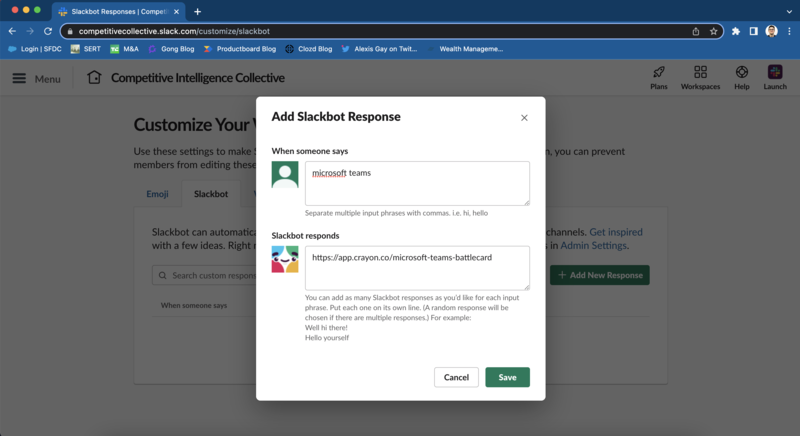 Slackbot Responses | Competi
competitivecollective.slack.com/customize/slackbot
Login | SFDC
SERT
M&A
Gong Blog
Productboard Blog
Clozd Blog
Alexis Gay on Twit...
Wealth Manageme...
Menu
Competitive Intelligence Collective
Plans
Workspaces
Help
Launch
Customize Your
Use these settings to make
n, you can prevent
members from editing these
Emoji
Slackbot
Slackbot can automatica
channels. Get inspired
with a few ideas. Right
s in Admin Settings.
Search custom respon
+ Add New Response
When someone says
Add Slackbot Response
When someone says
microsoft teams
Separate multiple input phrases with commas. i.e. hi, hello
Slackbot responds
https://app.crayon.co/microsoft-teams-battlecard
You can add as many Slackbot responses as you'd like for each input
phrase. Put each one on its own line. (A random response will be
chosen if there are multiple responses.) For example:
Well hi there!
Hello yourself
Cancel
Save